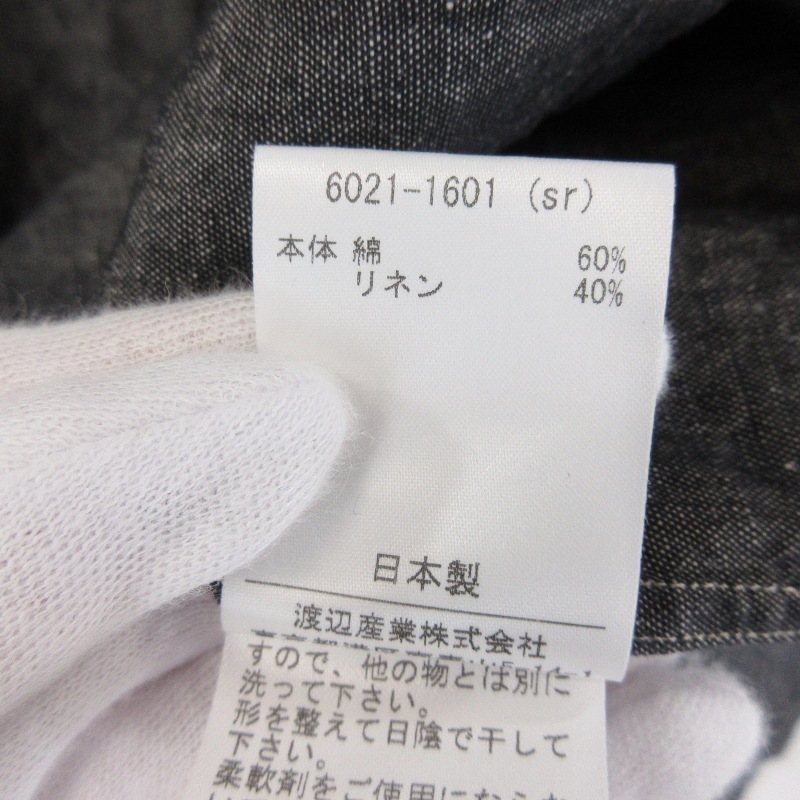 6021-1601 (sr)
本体 綿 60%
リネン 40%
日本製
渡辺産業株式会社
すので、他の物とは別に
洗って下さい。
形を整えて日陰で干して
下さい。
柔軟剤をご使用になら